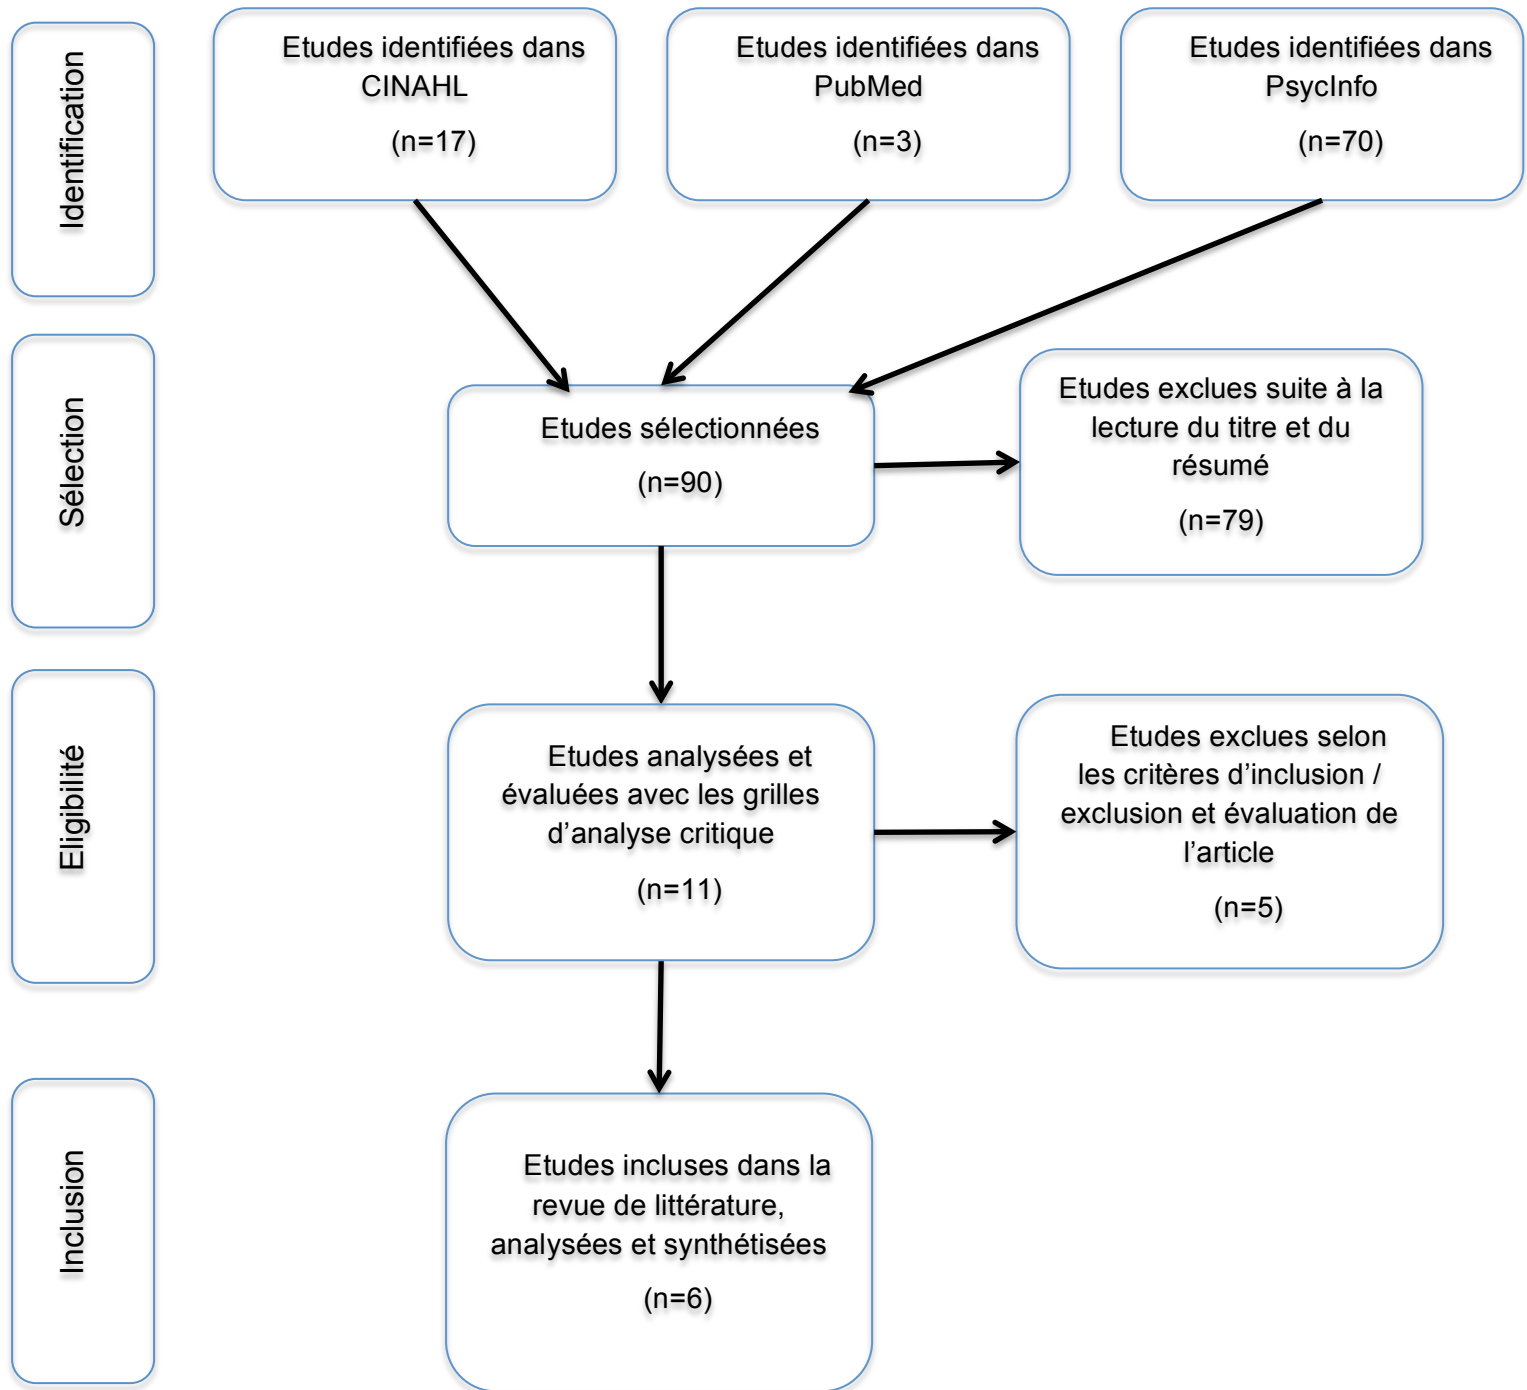 Identification
Etudes identifiées dans
CINAHL
(n=17)
Etudes identifiées dans
PubMed
(n=3)
Etudes identifiées dans
PsycInfo
(n=70)
Sélection
Etudes sélectionnées
(n=90)
Etudes exclues suite à la
lecture du titre et du
résumé
(n=79)
Eligibilité
Etudes analysées et
évaluées avec les grilles
d’analyse critique
(n=11)
Etudes exclues selon
les critères d’inclusion /
exclusion et évaluation de
l’article
(n=5)
Inclusion
Etudes incluses dans la
revue de littérature,
analysées et synthétisées
(n=6)